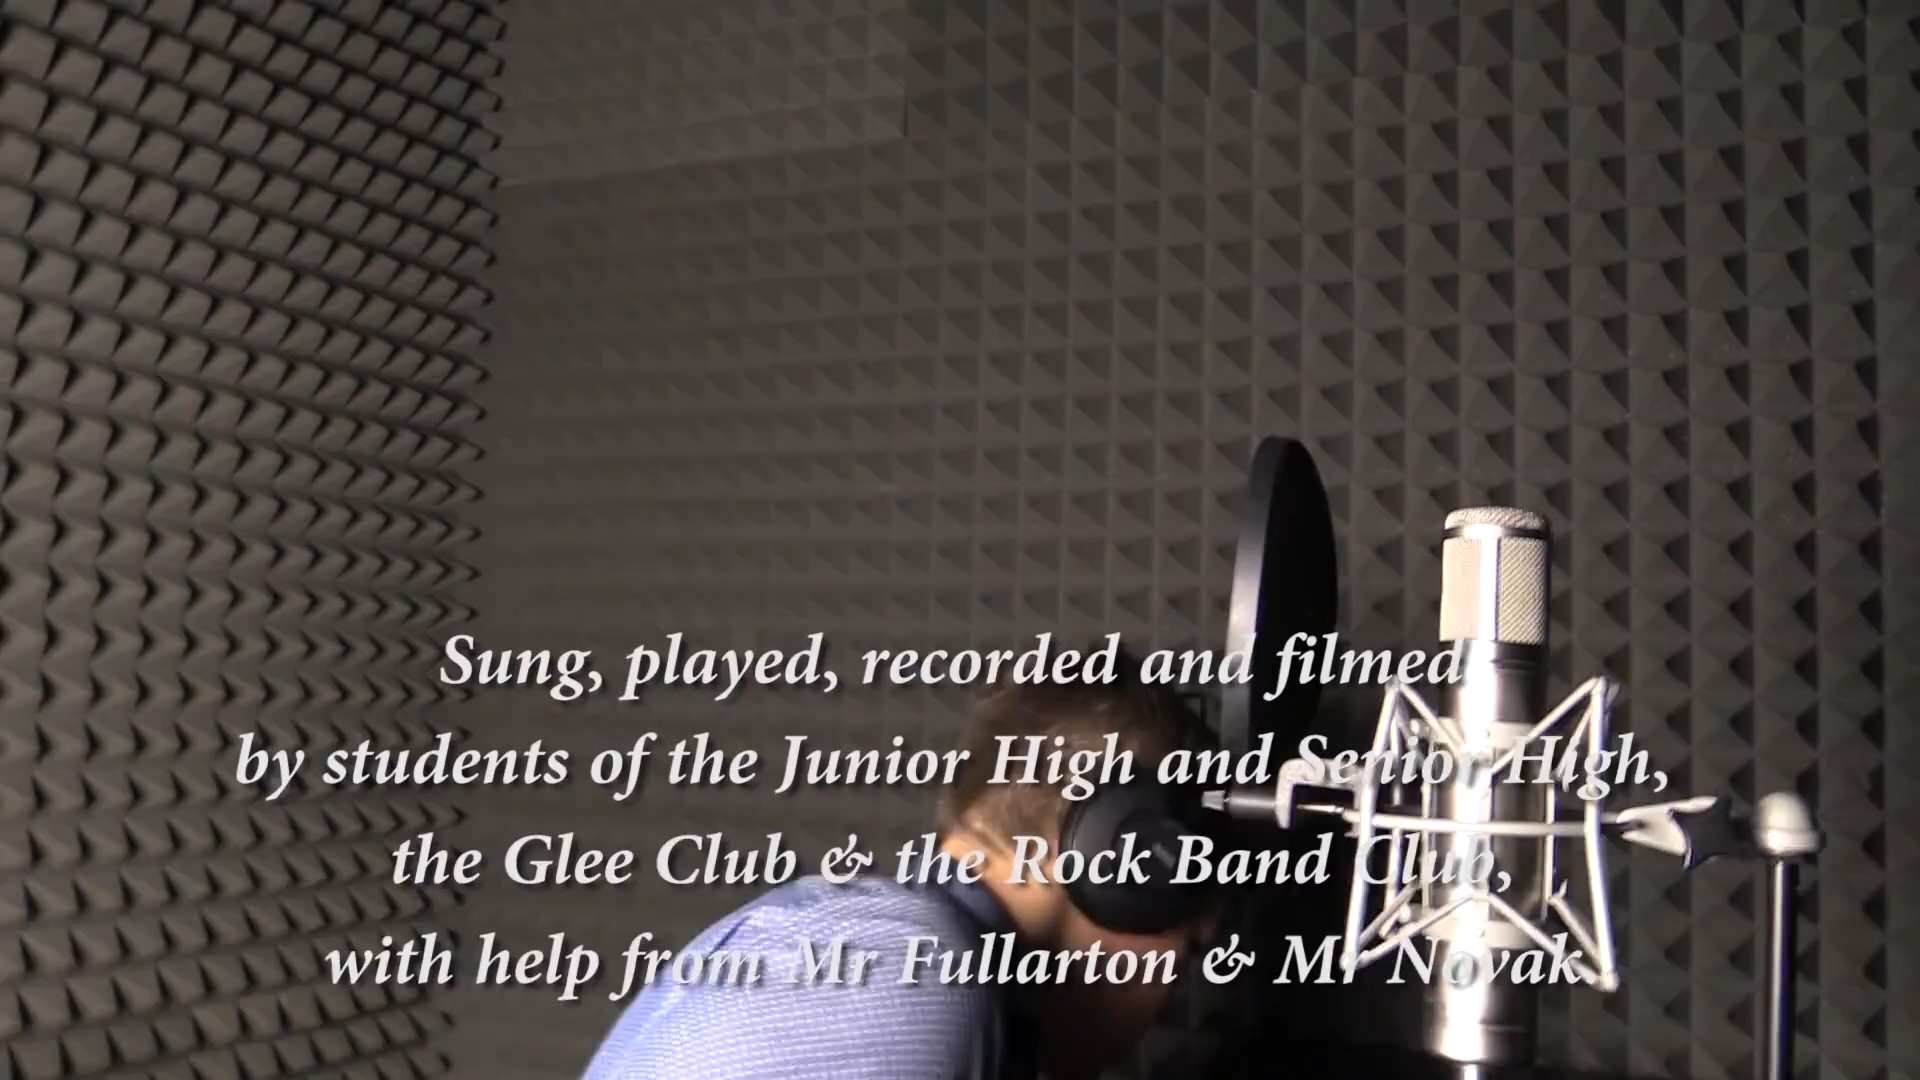 Sung, played, recorded and filmed
by students of the Junior High and Senior High,
the Glee Club & the Rock Band Club,
with help from Mr Fullarton & Mr Novak.